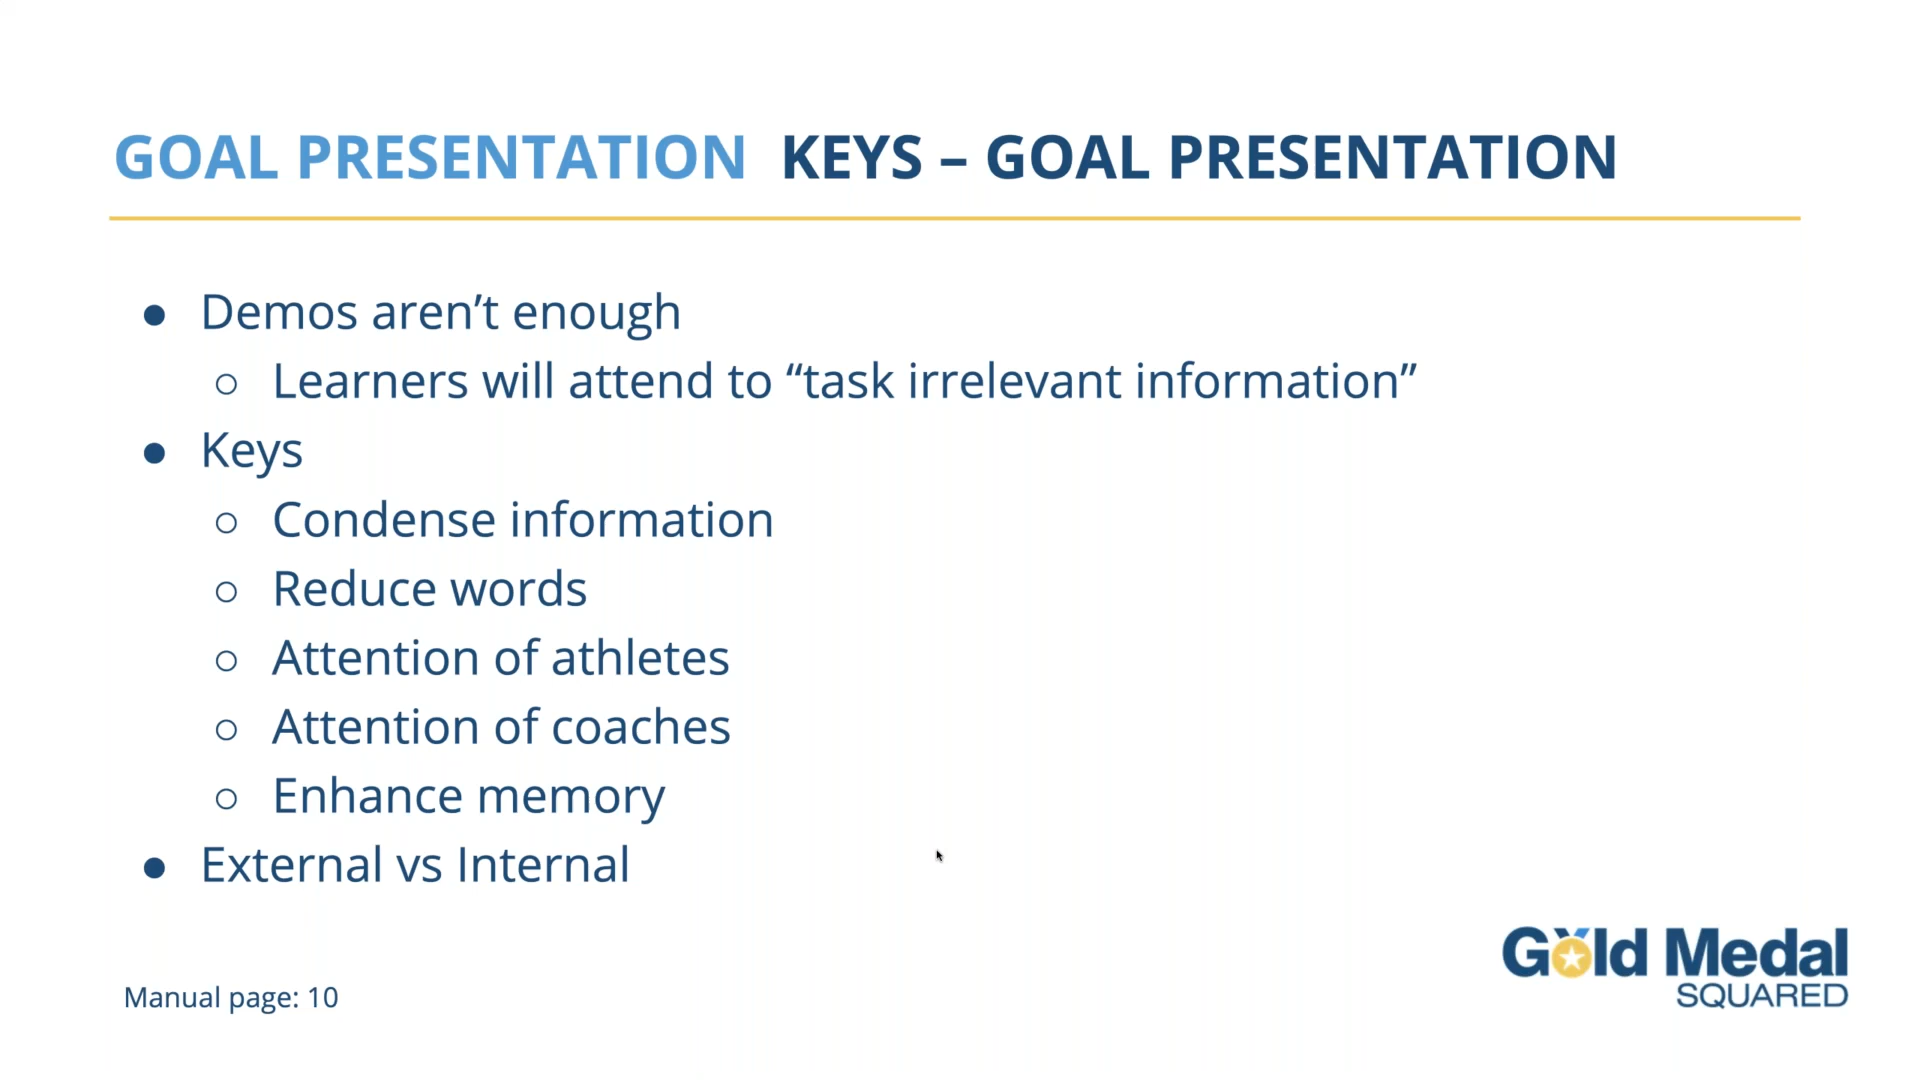 GOAL PRESENTATION KEYS – GOAL PRESENTATION
● Demos aren’t enough
○ Learners will attend to “task irrelevant information”
● Keys
○ Condense information
○ Reduce words
○ Attention of athletes
○ Attention of coaches
○ Enhance memory
● External vs Internal
Manual page: 10
Gold Medal
SQUARED